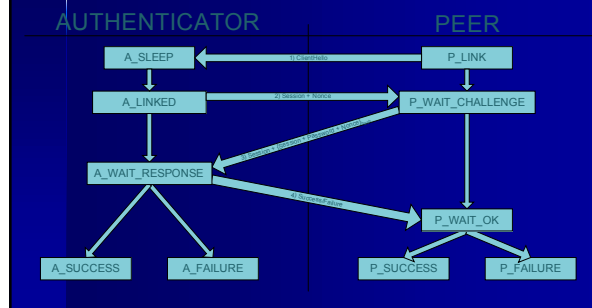 AUTHENTICATOR
PEER
A_SLEEP
1) ClientHello
P_LINK
A_LINKED
2) Session + Nonce
P_WAIT_CHALLENGE
A_WAIT_RESPONSE
4) Success/Failure
P_WAIT_OK
A_SUCCESS
A_FAILURE
P_SUCCESS
P_FAILURE